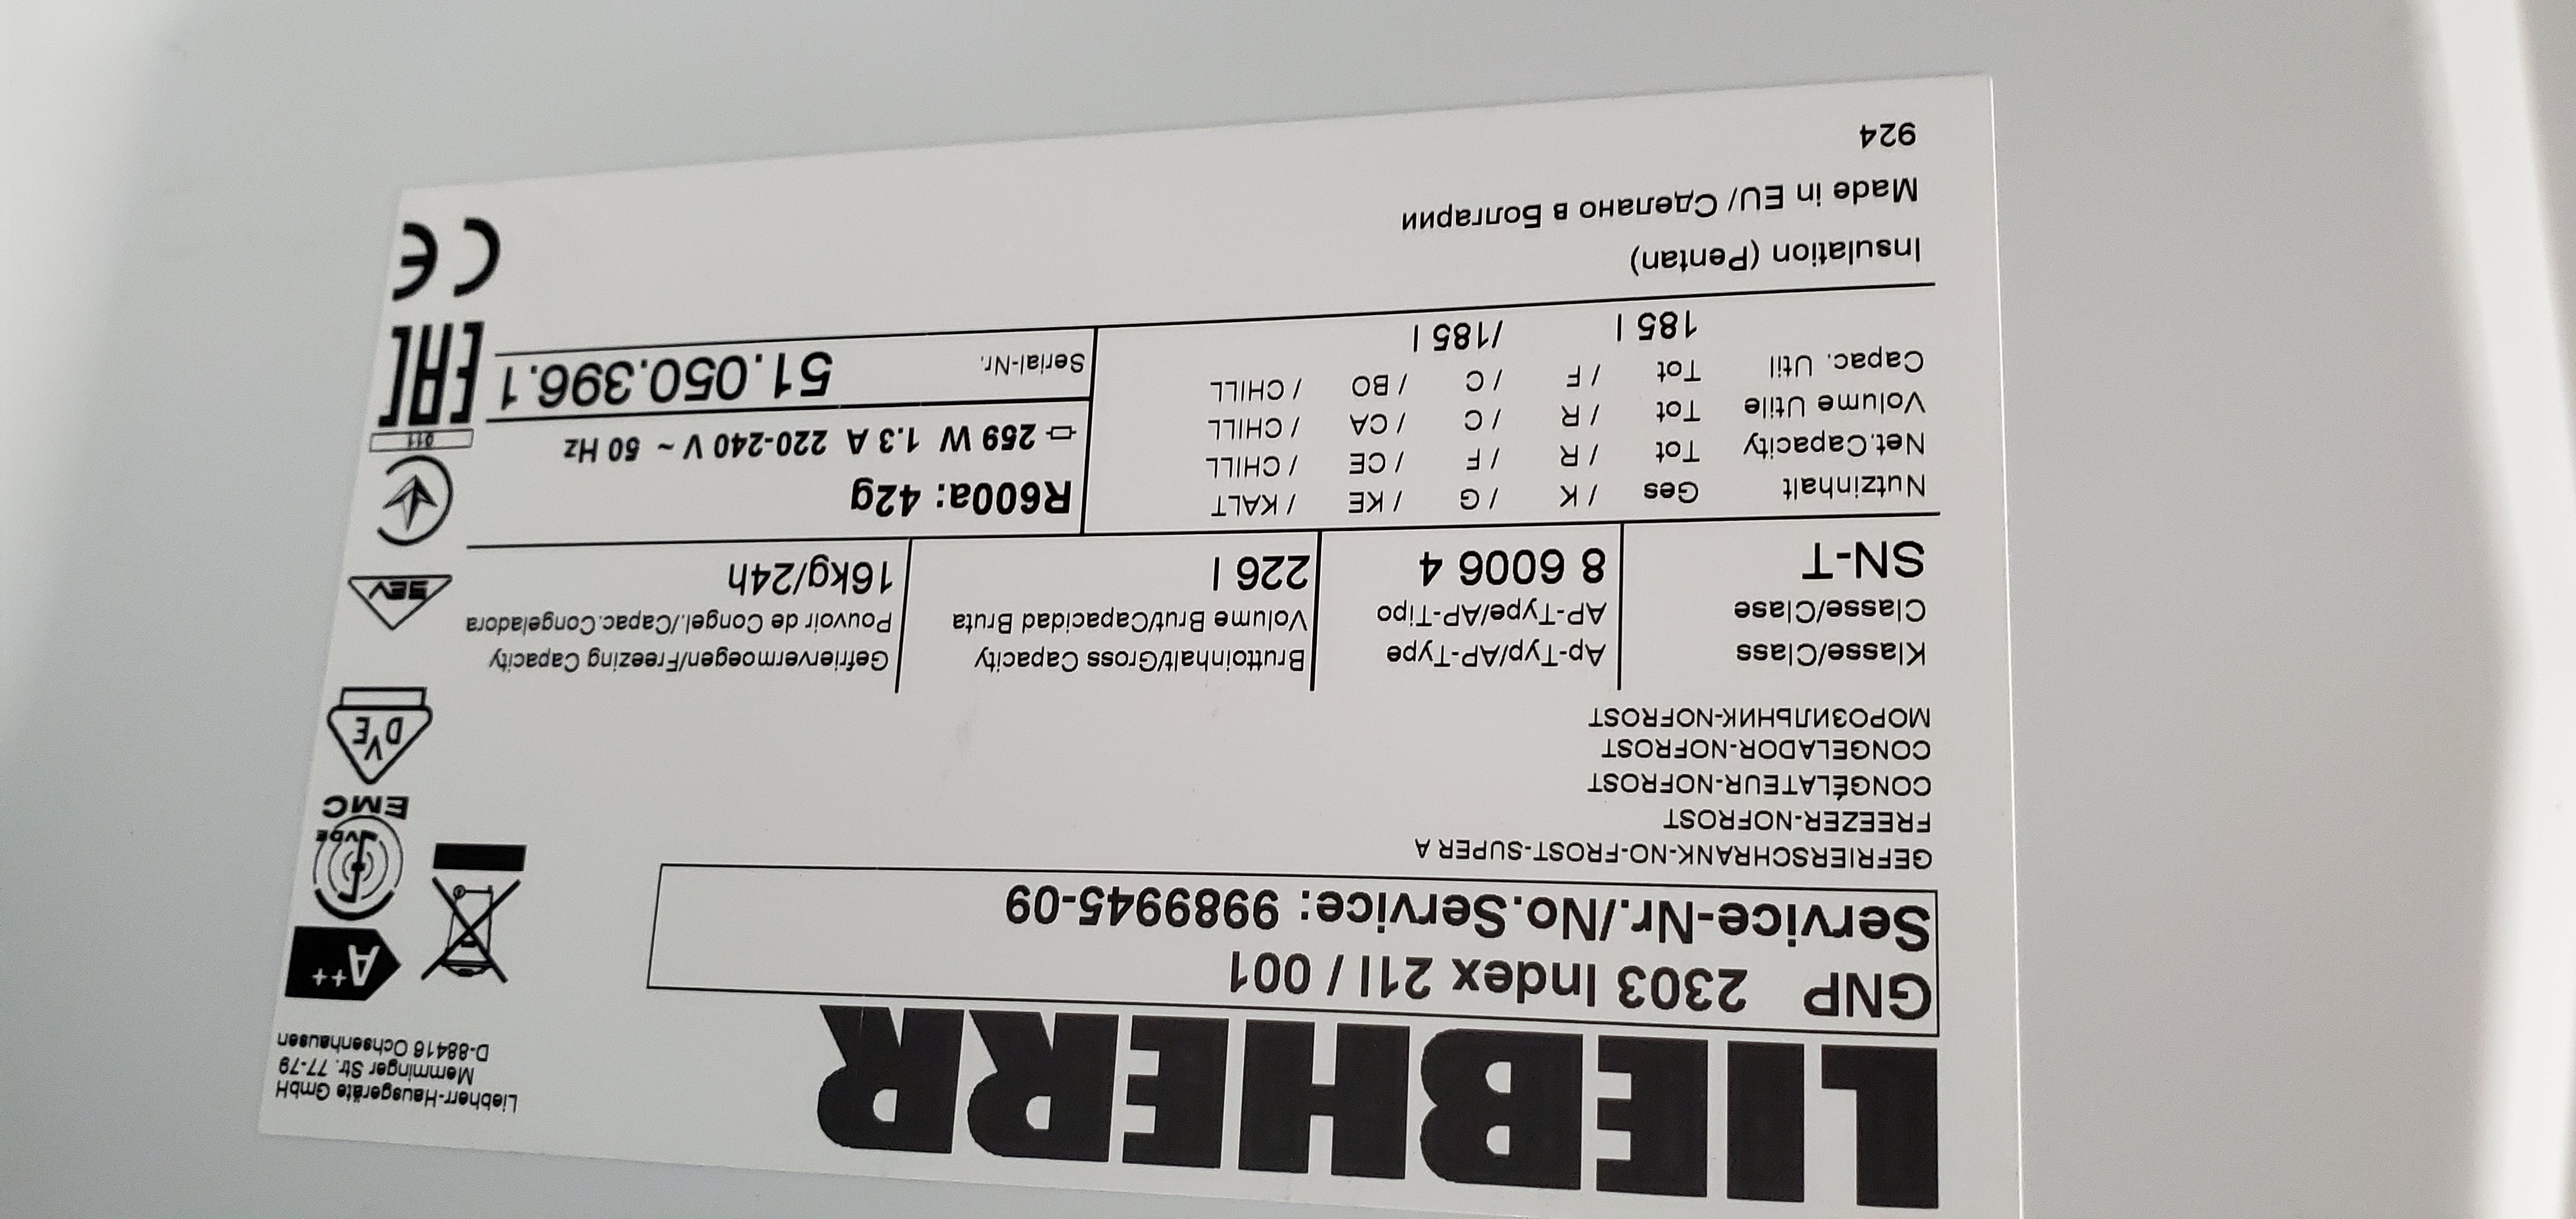 LIEBHERR
Liebherr-Hausgeräte GmbH
Memminger Str. 77-79
D-88416 Ochsenhausen
GNP 2303 Index 21I / 001
Service-Nr./No.Service: 9989945-09
A++
VDE
EMC
DVE
GEFRIERSCHRANK-NO-FROST-SUPER A
FREEZER-NOFROST
CONGÉLATEUR-NOFROST
CONGELADOR-NOFROST
МОРОЗИЛЬНИК-NOFROST
Klasse/Class Ap-Typ/AP-Type Bruttoinhalt/Gross Capacity Gefriervermoegen/Freezing Capacity
Classe/Clase AP-Type/AP-Tipo Volume Brut/Capacidad Bruta Pouvoir de Congel./Capac.Congeladora
SN-T 8 6006 4 226 l 16kg/24h
SEV
Nutzinhalt Ges / K / G / KE / KALT
Net.Capacity Tot / R / F / CE / CHILL
Volume Utile Tot / R / C / CA / CHILL
Capac. Util Tot / F / C / BO / CHILL
185 l /185 l
R600a: 42g
259 W 1.3 A 220-240 V ~ 50 Hz
Serial-Nr. 51.050.396.1
011
EAC
CE
Insulation (Pentan)
Made in EU/ Сделано в Болгарии
924